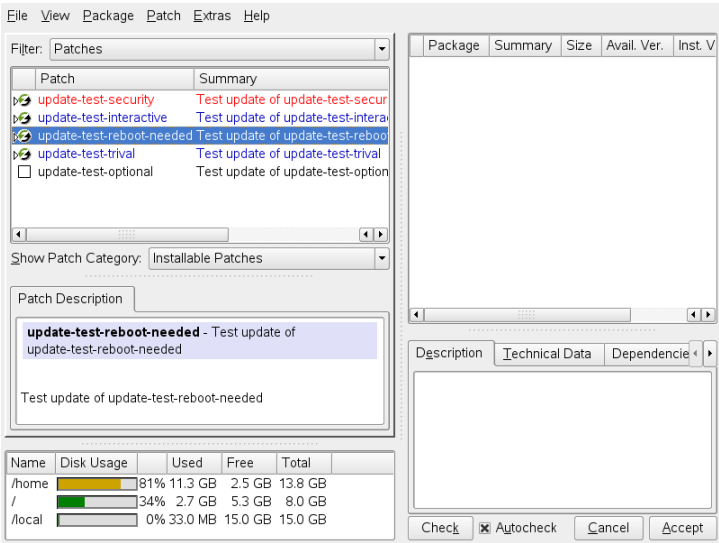 File View Package Patch Extras Help
Filter: Patches
Patch Summary
update-test-security Test update of update-test-secur
update-test-interactive Test update of update-test-intera
update-test-reboot-needed Test update of update-test-reboo
update-test-trival Test update of update-test-trival
update-test-optional Test update of update-test-option
Show Patch Category: Installable Patches
Patch Description
update-test-reboot-needed - Test update of
update-test-reboot-needed
Test update of update-test-reboot-needed
Name Disk Usage Used Free Total
/home 81% 11.3 GB 2.5 GB 13.8 GB
/ 34% 2.7 GB 5.3 GB 8.0 GB
/local 0% 33.0 MB 15.0 GB 15.0 GB
Package Summary Size Avail. Ver. Inst. V
Description Technical Data Dependencie
Check Autocheck Cancel Accept